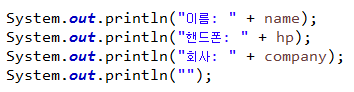 System.out.println("이름: " + name);
System.out.println("핸드폰: " + hp);
System.out.println("회사: " + company);
System.out.println("");